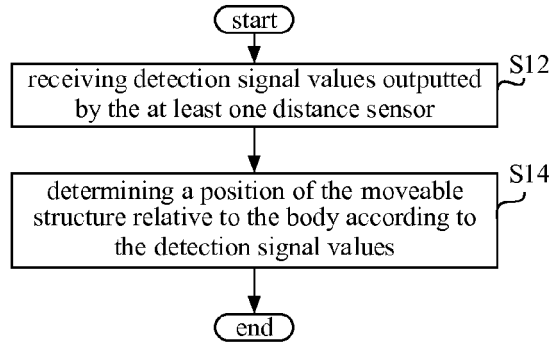 start
S12
receiving detection signal values outputted
by the at least one distance sensor
S14
determining a position of the moveable
structure relative to the body according to
the detection signal values
end